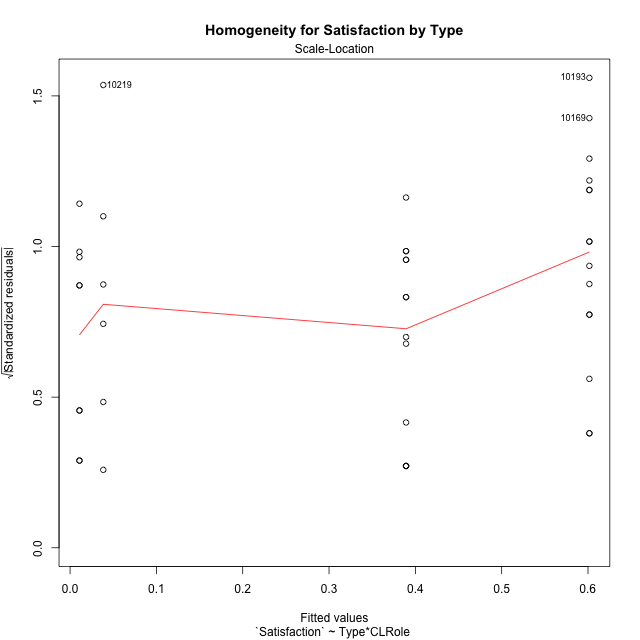 Homogeneity for Satisfaction by Type
Scale-Location
10219
10193
10169
1.5
1.0
0.5
0.0
√|Standardized residuals|
0.0 0.1 0.2 0.3 0.4 0.5 0.6
Fitted values
`Satisfaction` ~ Type*CLRole